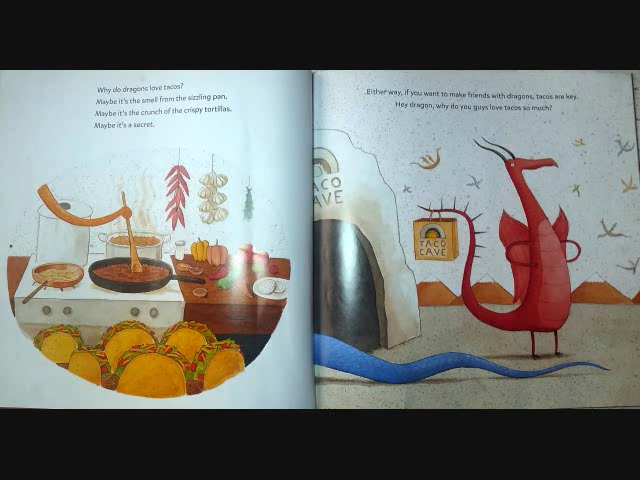 Why do dragons love tacos?
Maybe it's the smell from the sizzling pan.
Maybe it's the crunch of the crispy tortillas.
Maybe it's a secret.
Either way, if you want to make friends with dragons, tacos are key.
Hey dragon, why do you guys love tacos so much?
TACO
CAVE
TACO
CAVE